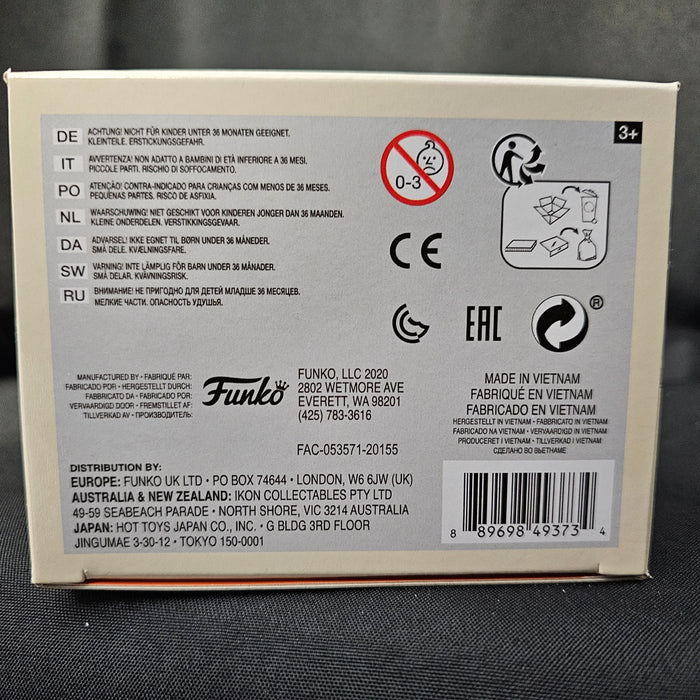 3+
DE ACHTUNG! NICHT FÜR KINDER UNTER 36 MONATEN GEEIGNET.
KLEINTEILE. ERSTICKUNGSGEFAHR.
IT AVVERTENZA! NON ADATTO A BAMBINI DI ETÀ INFERIORE A 36 MESI.
PICCOLE PARTI. RISCHIO DI SOFFOCAMENTO.
PO ATENÇÃO! CONTRA-INDICADO PARA CRIANÇAS COM MENOS DE 36 MESES.
PEQUENAS PARTES. RISCO DE ASFIXIA.
NL WAARSCHUWING! NIET GESCHIKT VOOR KINDEREN JONGER DAN 36 MAANDEN.
KLEINE ONDERDELEN. VERSTIKKINGSGEVAAR.
DA ADVARSEL! IKKE EGNET TIL BØRN UNDER 36 MÅNEDER.
SMÅ DELE. KVÆLNINGSFARE.
SW VARNING! INTE LÄMPLIG FÖR BARN UNDER 36 MÅNADER.
SMÅ DELAR. KVÄVNINGSRISK.
RU ВНИМАНИЕ! НЕ ПРИГОДНО ДЛЯ ДЕТЕЙ МЛАДШЕ 36 МЕСЯЦЕВ.
МЕЛКИЕ ЧАСТИ. ОПАСНОСТЬ УДУШЬЯ.
0-3
CE
EAC
®
MANUFACTURED BY • FABRIQUÉ PAR:
FABRICADO POR • HERGESTELLT DURCH:
FABRICATO DA • FABRICADO POR:
VERVAARDIGD DOOR • FREMSTILLET AF:
TILLVERKAD AV • ПРОИЗВОДИТЕЛЬ:
Funko
FUNKO, LLC 2020
2802 WETMORE AVE
EVERETT, WA 98201
(425) 783-3616
FAC-053571-20155
MADE IN VIETNAM
FABRIQUÉ EN VIETNAM
FABRICADO EN VIETNAM
HERGESTELLT IN VIETNAM • FABBRICATO IN VIETNAM
FABRICADO NA VIETNAM • VERVAARDIGD IN VIETNAM
PRODUCERET I VIETNAM • TILLVERKAD I VIETNAM
СДЕЛАНО ВО ВЬЕТНАМЕ
DISTRIBUTION BY:
EUROPE: FUNKO UK LTD • PO BOX 74644 • LONDON, W6 6JW (UK)
AUSTRALIA & NEW ZEALAND: IKON COLLECTABLES PTY LTD
49-59 SEABEACH PARADE • NORTH SHORE, VIC 3214 AUSTRALIA
JAPAN: HOT TOYS JAPAN CO., INC. • G BLDG 3RD FLOOR
JINGUMAE 3-30-12 • TOKYO 150-0001
8 89698 49373 4